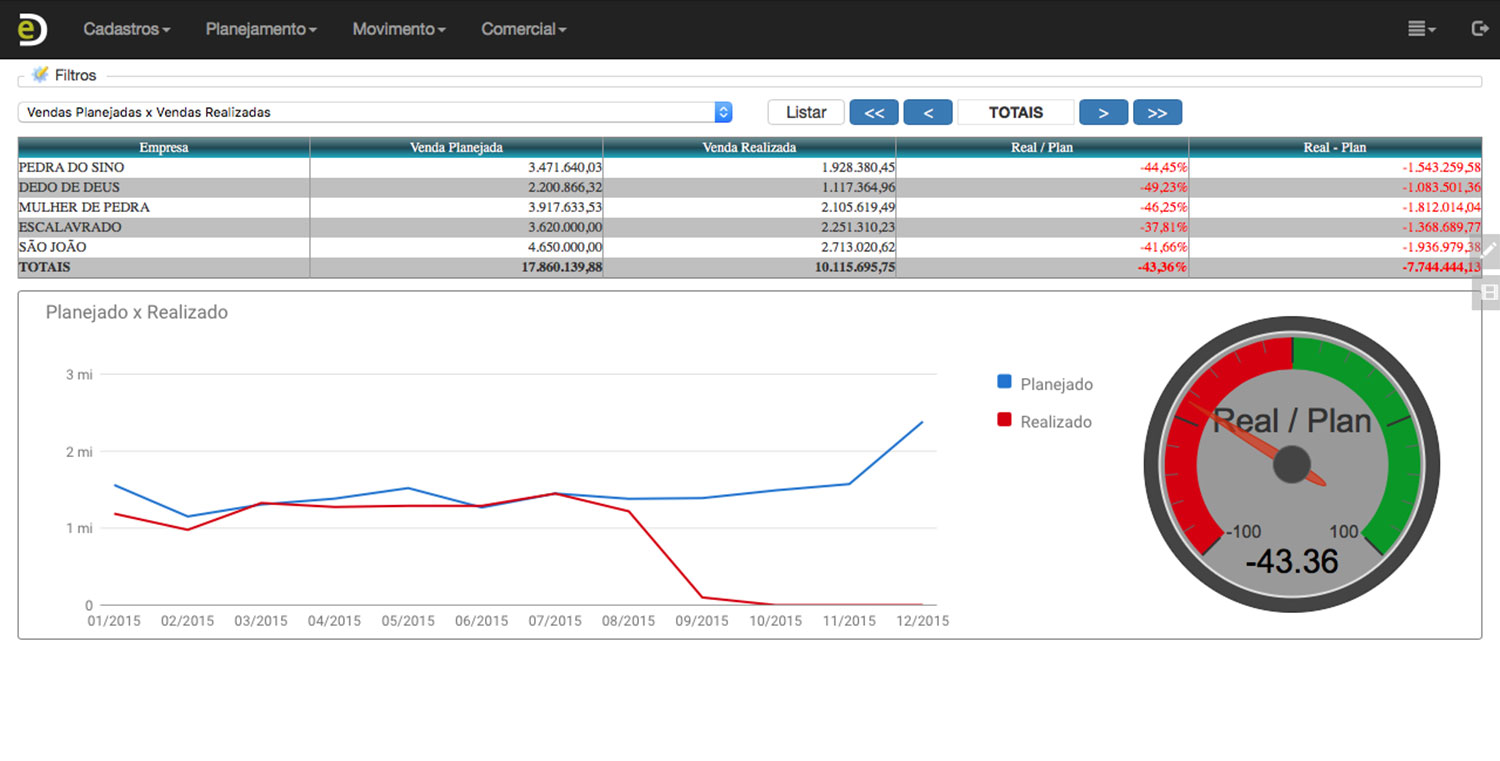 e
Cadastros Planejamento Movimento Comercial
Filtros
Vendas Planejadas x Vendas Realizadas Listar << < TOTAIS > >>
Empresa Venda Planejada Venda Realizada Real / Plan Real - Plan
PEDRA DO SINO 3.471.640,03 1.928.380,45 -44,45% -1.543.259,58
DEDO DE DEUS 2.200.866,32 1.117.364,96 -49,23% -1.083.501,36
MULHER DE PEDRA 3.917.633,53 2.105.619,49 -46,25% -1.812.014,04
ESCALAVRADO 3.620.000,00 2.251.310,23 -37,81% -1.368.689,77
SÃO JOÃO 4.650.000,00 2.713.020,62 -41,66% -1.936.979,38
TOTAIS 17.860.139,88 10.115.695,75 -43,36% -7.744.444,13
Planejado x Realizado
3 mi
2 mi
1 mi
0
01/2015 02/2015 03/2015 04/2015 05/2015 06/2015 07/2015 08/2015 09/2015 10/2015 11/2015 12/2015
Planejado
Realizado
Real / Plan
-100 100
-43.36